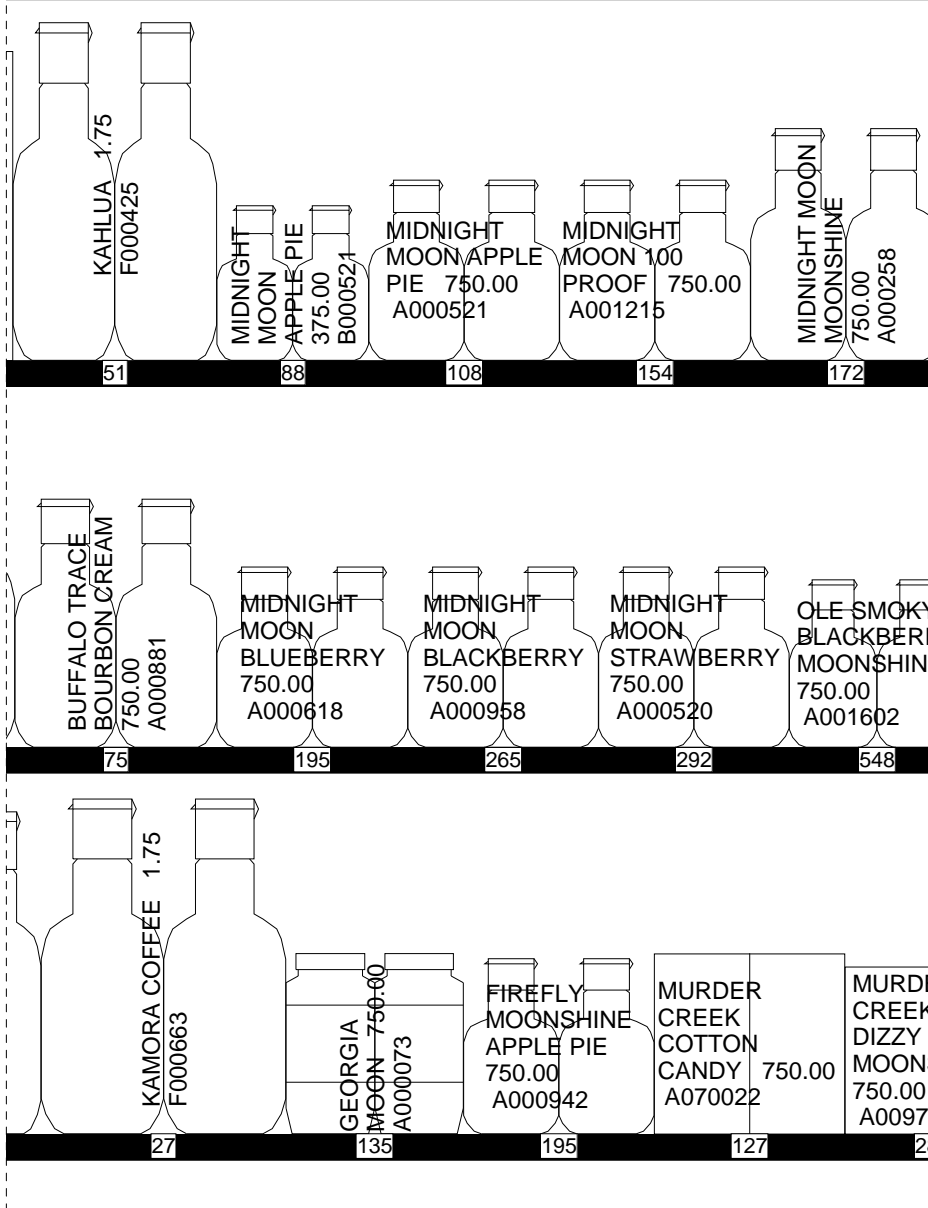 KAHLUA 1.75
F000425
MIDNIGHT
MOON
APPLE PIE
375.00
B000521
MIDNIGHT
MOON APPLE
PIE 750.00
A000521
MIDNIGHT
MOON 100
PROOF 750.00
A001215
MIDNIGHT MOON
MOONSHINE
750.00
A000258
51
88
108
154
172
BUFFALO TRACE
BOURBON CREAM
750.00
A000881
MIDNIGHT
MOON
BLUEBERRY
750.00
A000618
MIDNIGHT
MOON
BLACKBERRY
750.00
A000958
MIDNIGHT
MOON
STRAWBERRY
750.00
A000520
OLE SMOKY
BLACKBER
MOONSHIN
750.00
A001602
75
195
265
292
548
KAMORA COFFEE 1.75
F000663
GEORGIA
MOON 750.00
A000073
FIREFLY
MOONSHINE
APPLE PIE
750.00
A000942
MURDER
CREEK
COTTON
CANDY 750.00
A070022
MURD
CREEK
DIZZY
MOON
750.00
A0097
27
135
195
127